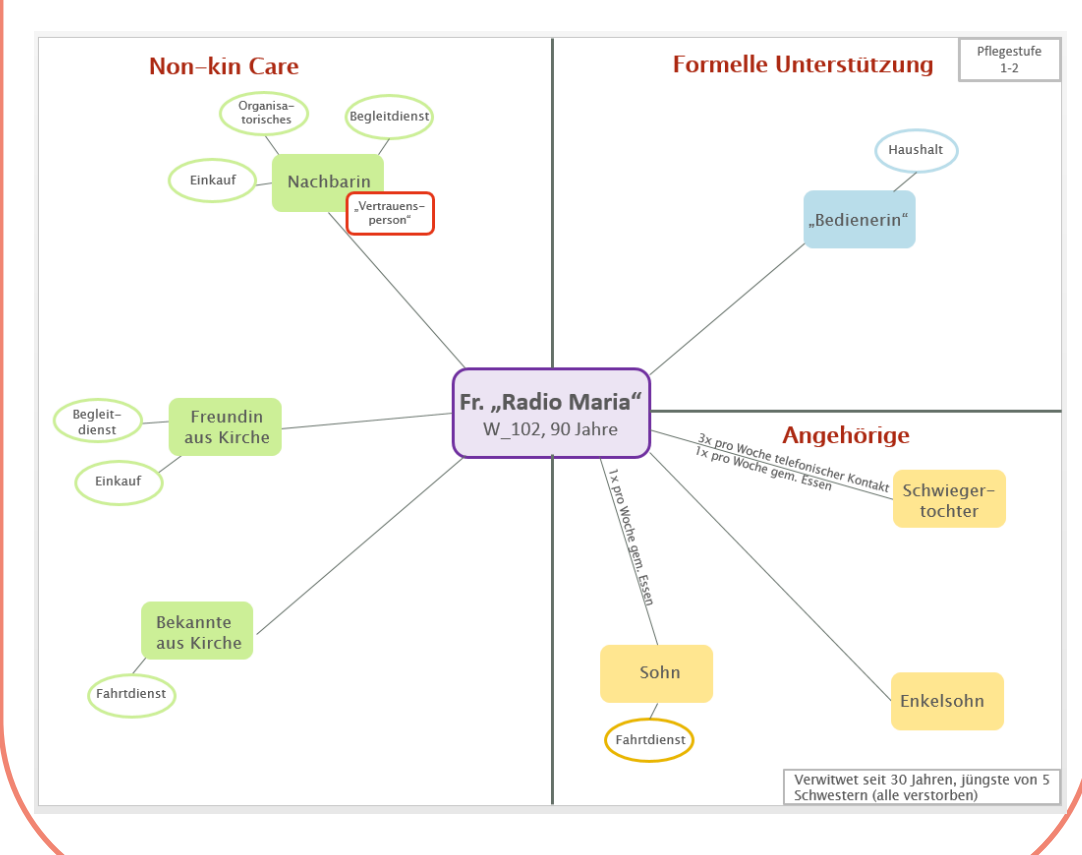 Non-kin Care
Organisa-
torisches
Begleitdienst
Einkauf
Nachbarin
„Vertrauens-
person“
Formelle Unterstützung
Pflegestufe
1-2
Haushalt
„Bedienerin“
Fr. „Radio Maria“
W_102, 90 Jahre
Begleit-
dienst
Freundin
aus Kirche
Einkauf
Bekannte
aus Kirche
Fahrtdienst
Angehörige
3x pro Woche telefonischer Kontakt
1x pro Woche gem. Essen
Schwieger-
tochter
1x pro Woche gem. Essen
Sohn
Fahrtdienst
Enkelsohn
Verwitwet seit 30 Jahren, jüngste von 5
Schwestern (alle verstorben)